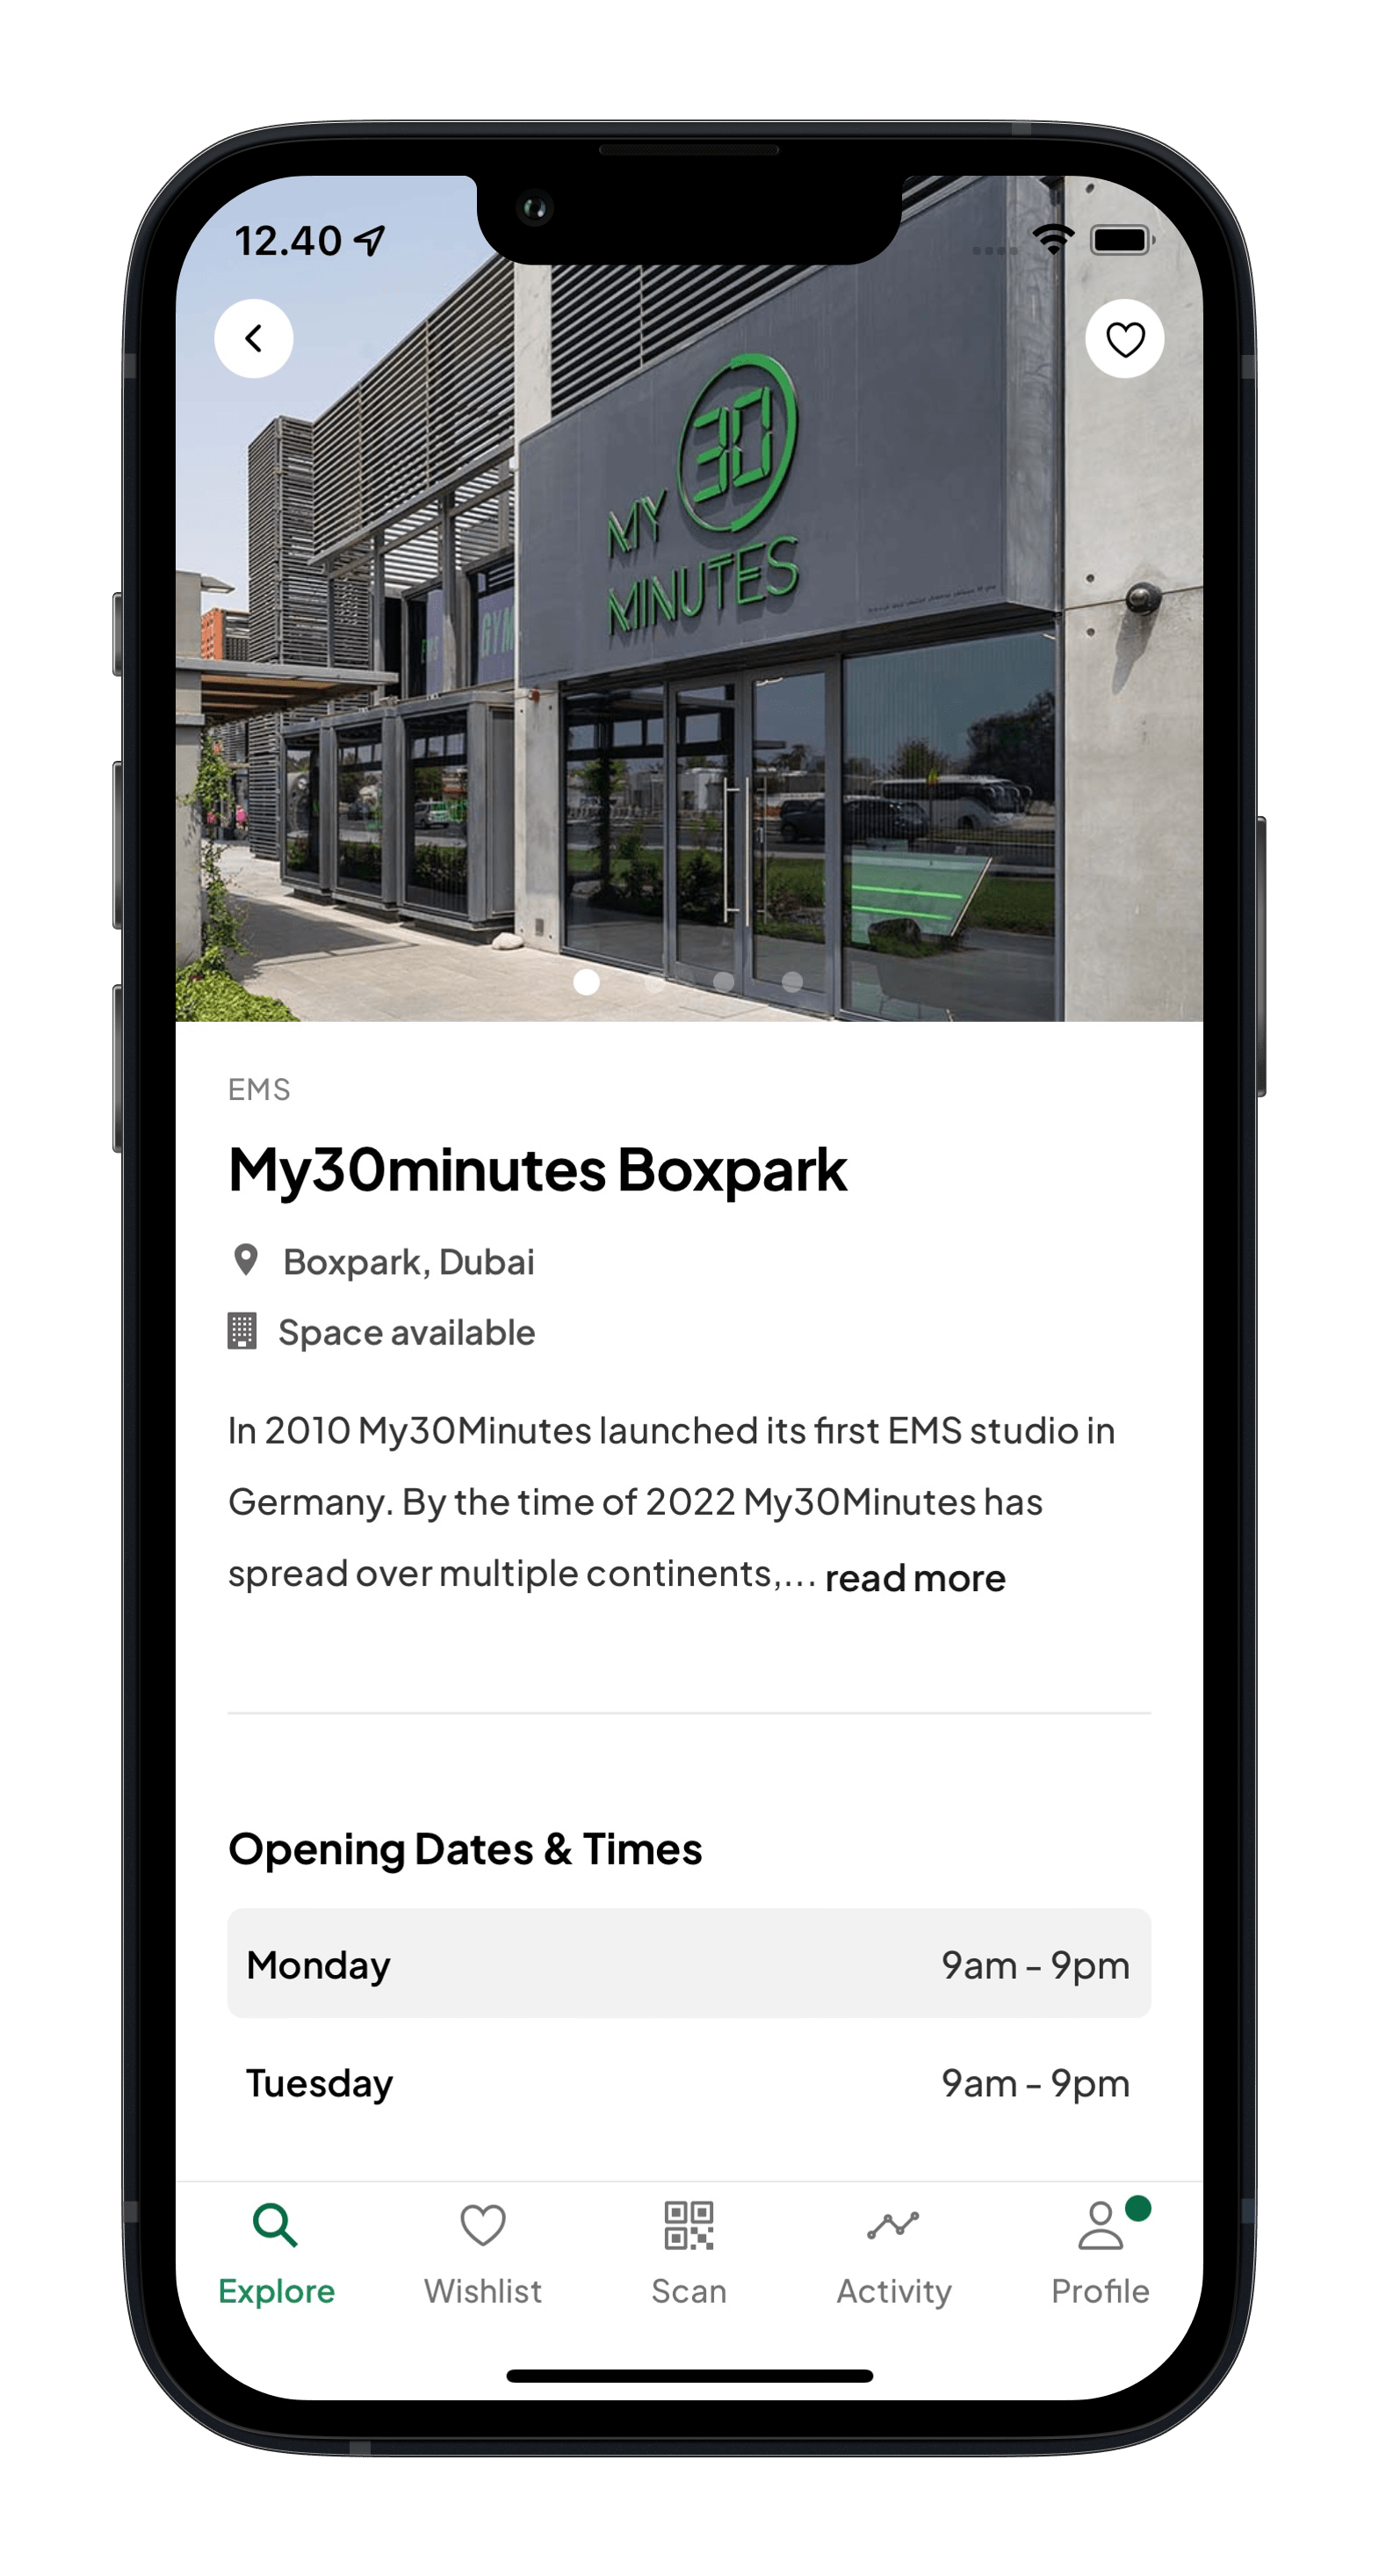 12.40
MY 30
MINUTES
EMS
GYM
EMS
My30minutes Boxpark
Boxpark, Dubai
Space available
In 2010 My30Minutes launched its first EMS studio in
Germany. By the time of 2022 My30Minutes has
spread over multiple continents,... read more
Opening Dates & Times
Monday 9am - 9pm
Tuesday 9am - 9pm
Explore Wishlist Scan Activity Profile